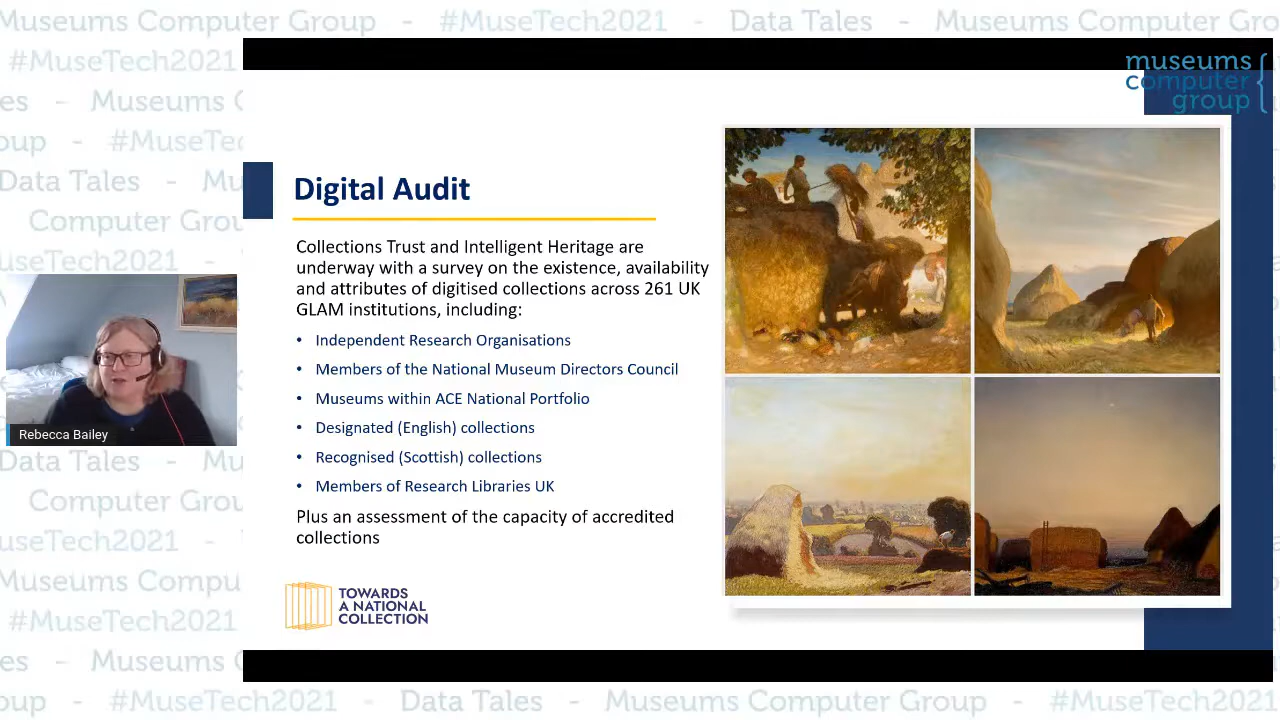 Museums Computer Group - #MuseTech2021 - Data Tales - Museums Computer Gro
#MuseTech2021
es - Museums C
oup - #MuseTec
Data Tales - Mu
Computer Grou
useTech2021 -
museums
computer
group
Digital Audit
Collections Trust and Intelligent Heritage are
underway with a survey on the existence, availability
and attributes of digitised collections across 261 UK
GLAM institutions, including:
• Independent Research Organisations
• Members of the National Museum Directors Council
• Museums within ACE National Portfolio
• Designated (English) collections
• Recognised (Scottish) collections
• Members of Research Libraries UK
Plus an assessment of the capacity of accredited
collections
TOWARDS
A NATIONAL
COLLECTION
Rebecca Bailey
Data Tales - Mu
Computer Grou
useTech2021 -
Museums Compu
#MuseTech2021
es - Museums C
oup - #MuseTech2021 - Data Tales - Museums Computer Group - #MuseTech2021